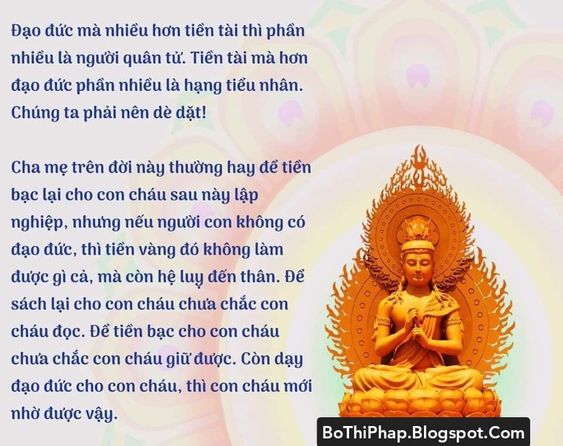 Đạo đức mà nhiều hơn tiền tài thì phần
nhiều là người quân tử. Tiền tài mà hơn
đạo đức phần nhiều là hạng tiểu nhân.
Chúng ta phải nên dè dặt!
Cha mẹ trên đời này thường hay để tiền
bạc lại cho con cháu sau này lập
nghiệp, nhưng nếu người con không có
đạo đức, thì tiền vàng đó không làm
được gì cả, mà còn hệ luy đến thân. Để
sách lại cho con cháu chưa chắc con
cháu đọc. Để tiền bạc cho con cháu
chưa chắc con cháu giữ được. Còn dạy
đạo đức cho con cháu, thì con cháu mới
nhờ được vậy.
BoThiPhap.Blogspot.Com